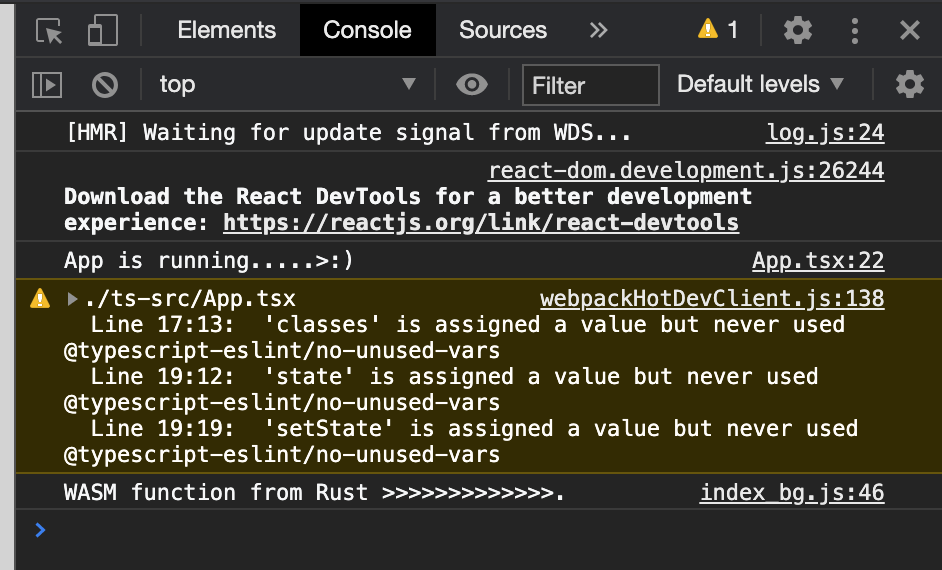 Elements Console Sources » 1
top Filter Default levels
[HMR] Waiting for update signal from WDS... log.js:24
react-dom.development.js:26244
Download the React DevTools for a better development
experience: https://reactjs.org/link/react-devtools
App is running.....>:) App.tsx:22
./ts-src/App.tsx webpackHotDevClient.js:138
Line 17:13: 'classes' is assigned a value but never used
@typescript-eslint/no-unused-vars
Line 19:12: 'state' is assigned a value but never used
@typescript-eslint/no-unused-vars
Line 19:19: 'setState' is assigned a value but never used
@typescript-eslint/no-unused-vars
WASM function from Rust >>>>>>>>>>>>>. index_bg.js:46